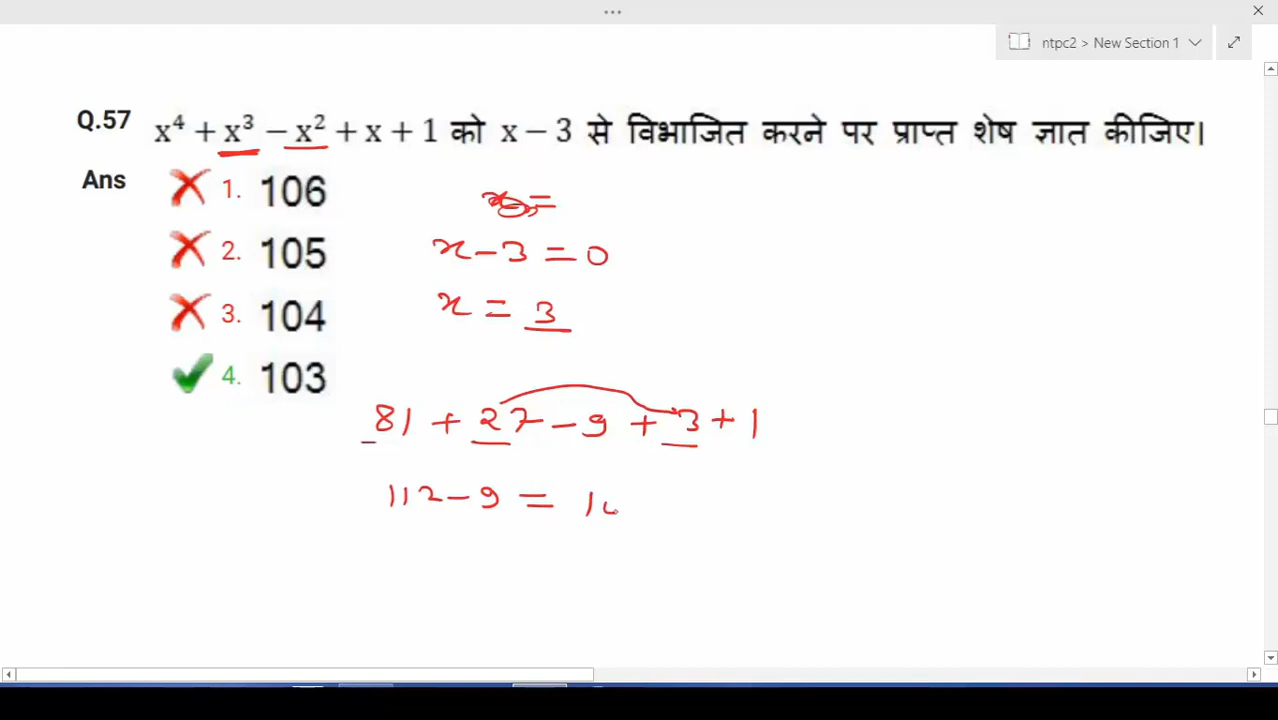 ntpc2 > New Section 1
Q.57 x⁴ + x³ − x² + x + 1 को x − 3 से विभाजित करने पर प्राप्त शेष ज्ञात कीजिए।
Ans
1. 106
2. 105
3. 104
4. 103
x − 3 = 0
x = 3
81 + 27 − 9 + 3 + 1
112 − 9 =